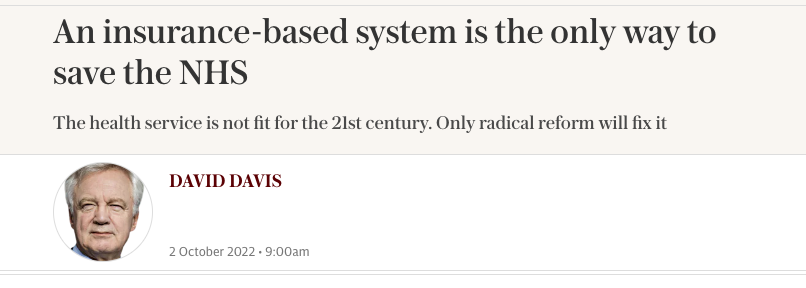 An insurance-based system is the only way to
save the NHS
The health service is not fit for the 21st century. Only radical reform will fix it
DAVID DAVIS
2 October 2022 • 9:00am